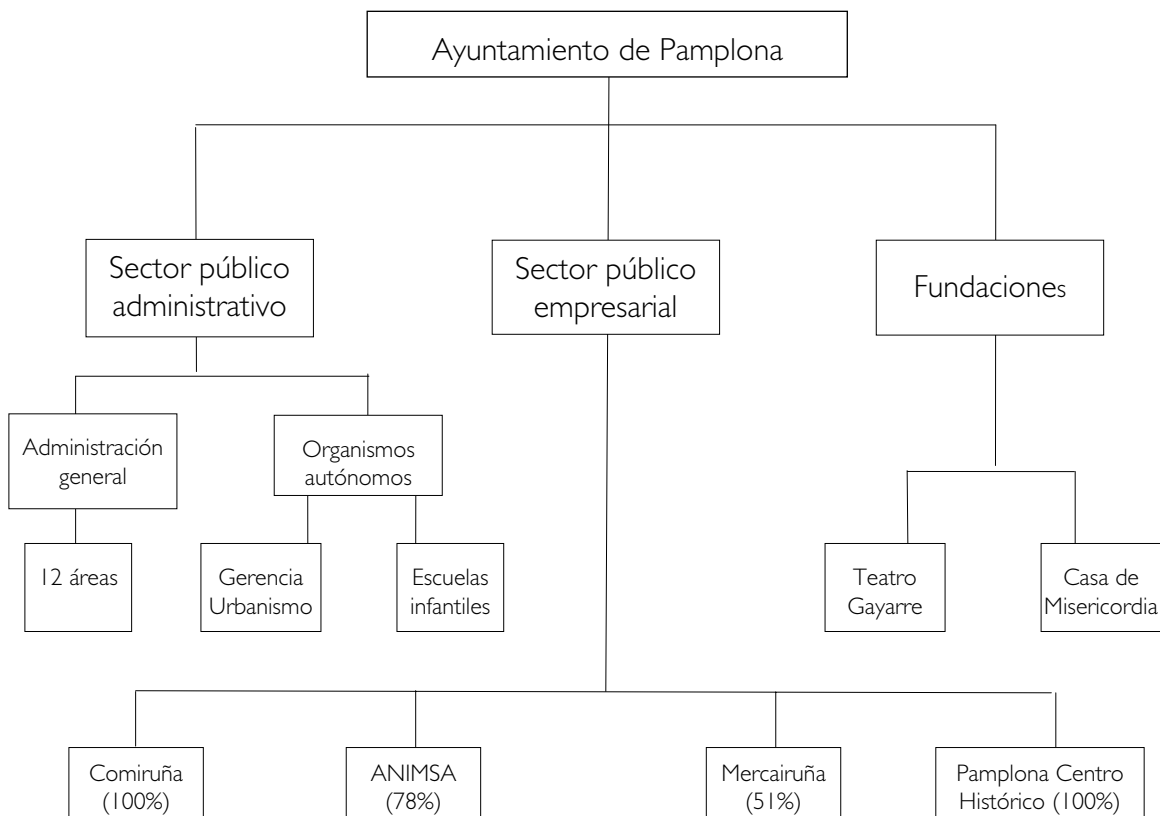 Ayuntamiento de Pamplona
Sector público
administrativo
Sector público
empresarial
Fundaciones
Administración
general
Organismos
autónomos
12 áreas
Gerencia
Urbanismo
Escuelas
infantiles
Teatro
Gayarre
Casa de
Misericordia
Comiruña
(100%)
ANIMSA
(78%)
Mercairuña
(51%)
Pamplona Centro
Histórico (100%)